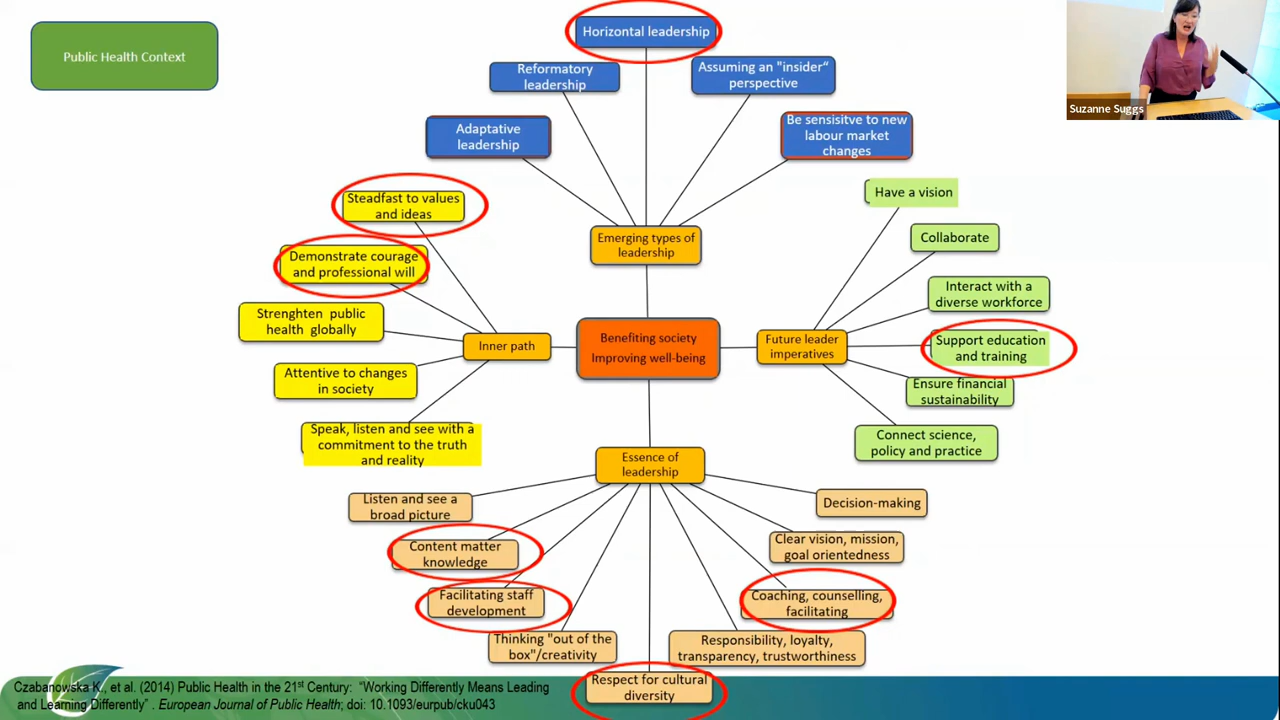 Public Health Context
Horizontal leadership
Reformatory
leadership
Assuming an "insider“
perspective
Adaptative
leadership
Be sensisitve to new
labour market
changes
Suzanne Suggs
Steadfast to values
and ideas
Have a vision
Emerging types of
leadership
Collaborate
Demonstrate courage
and professional will
Interact with a
diverse workforce
Strenghten public
health globally
Inner path
Benefiting society
Improving well-being
Future leader
imperatives
Support education
and training
Attentive to changes
in society
Ensure financial
sustainability
Speak, listen and see with a
commitment to the truth
and reality
Connect science,
policy and practice
Essence of
leadership
Listen and see a
broad picture
Decision-making
Content matter
knowledge
Clear vision, mission,
goal orientedness
Facilitating staff
development
Coaching, counselling,
facilitating
Thinking "out of the
box"/creativity
Responsibility, loyalty,
transparency, trustworthiness
Respect for cultural
diversity
Czabanowska K., et al. (2014) Public Health in the 21st Century: “Working Differently Means Leading
and Learning Differently” . European Journal of Public Health; doi: 10.1093/eurpub/cku043